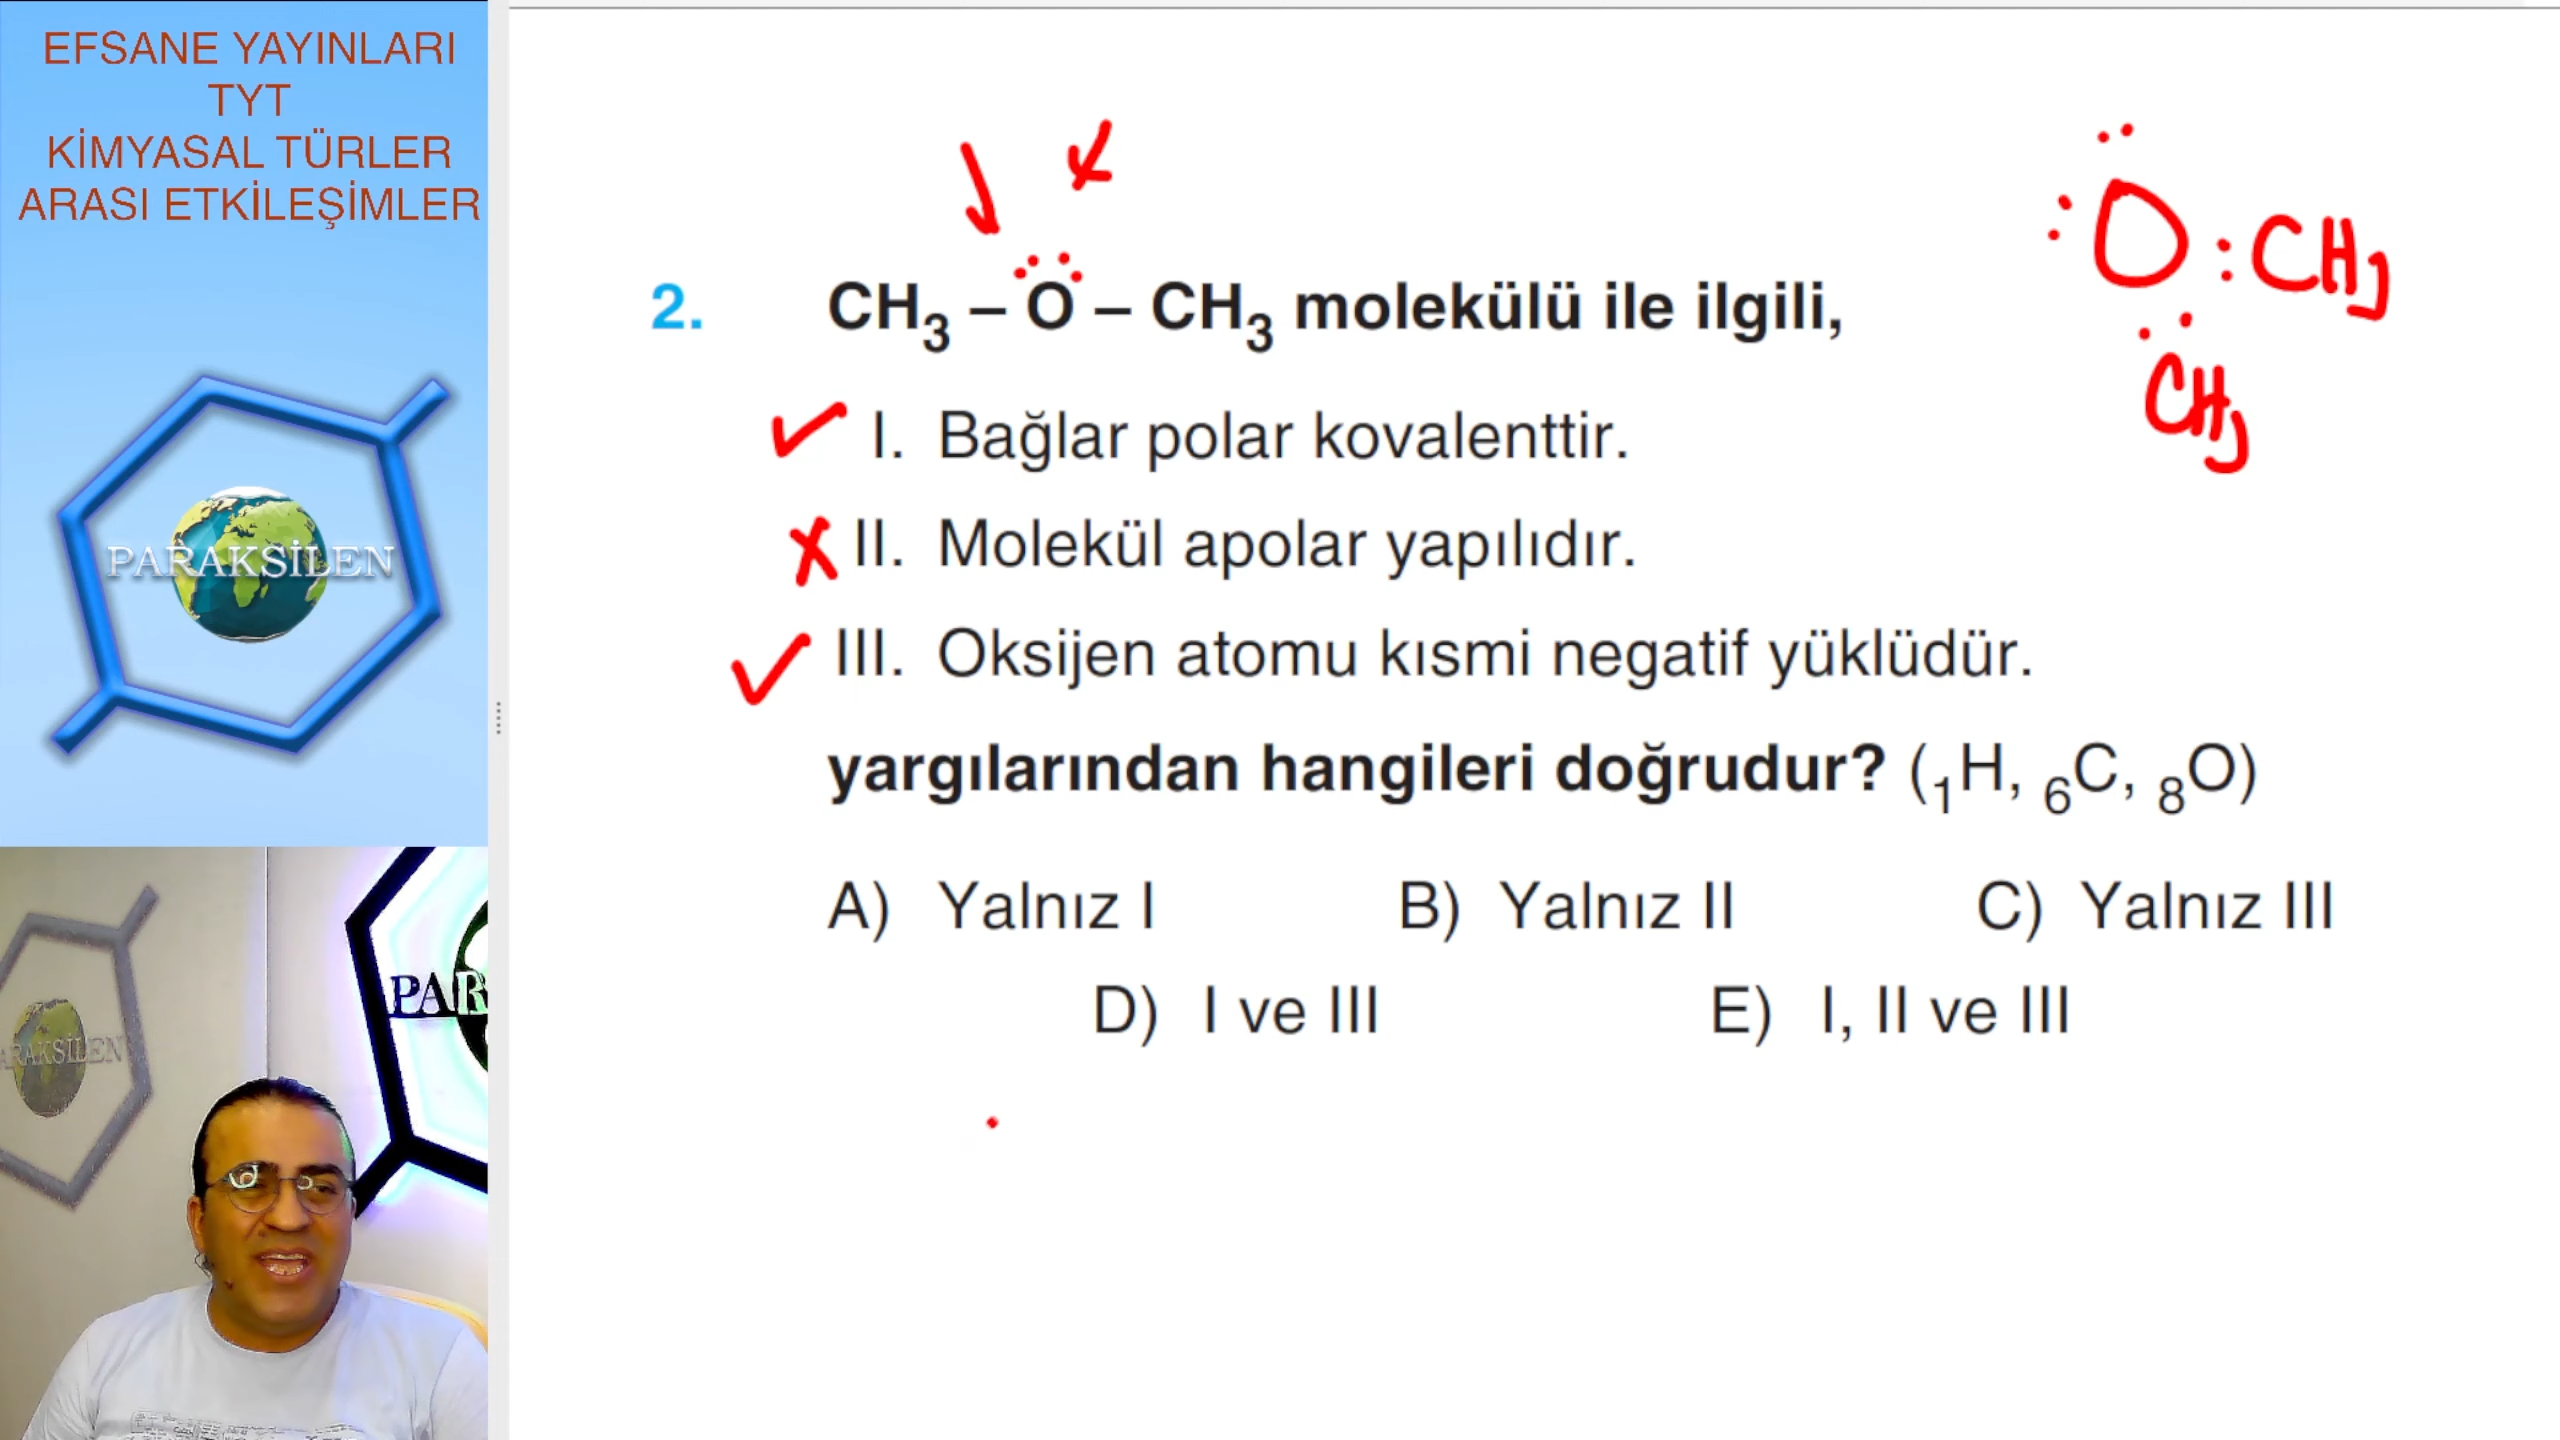 EFSANE YAYINLARI
TYT
KİMYASAL TÜRLER
ARASI ETKİLEŞİMLER
PARAKSİLEN
PAR
ARAKSİLEN
2. CH₃ – O – CH₃ molekülü ile ilgili,
I. Bağlar polar kovalenttir.
II. Molekül apolar yapılıdır.
III. Oksijen atomu kısmi negatif yüklüdür.
yargılarından hangileri doğrudur? (₁H, ₆C, ₈O)
A) Yalnız I B) Yalnız II C) Yalnız III
D) I ve III E) I, II ve III
:O:CH₃
CH₃